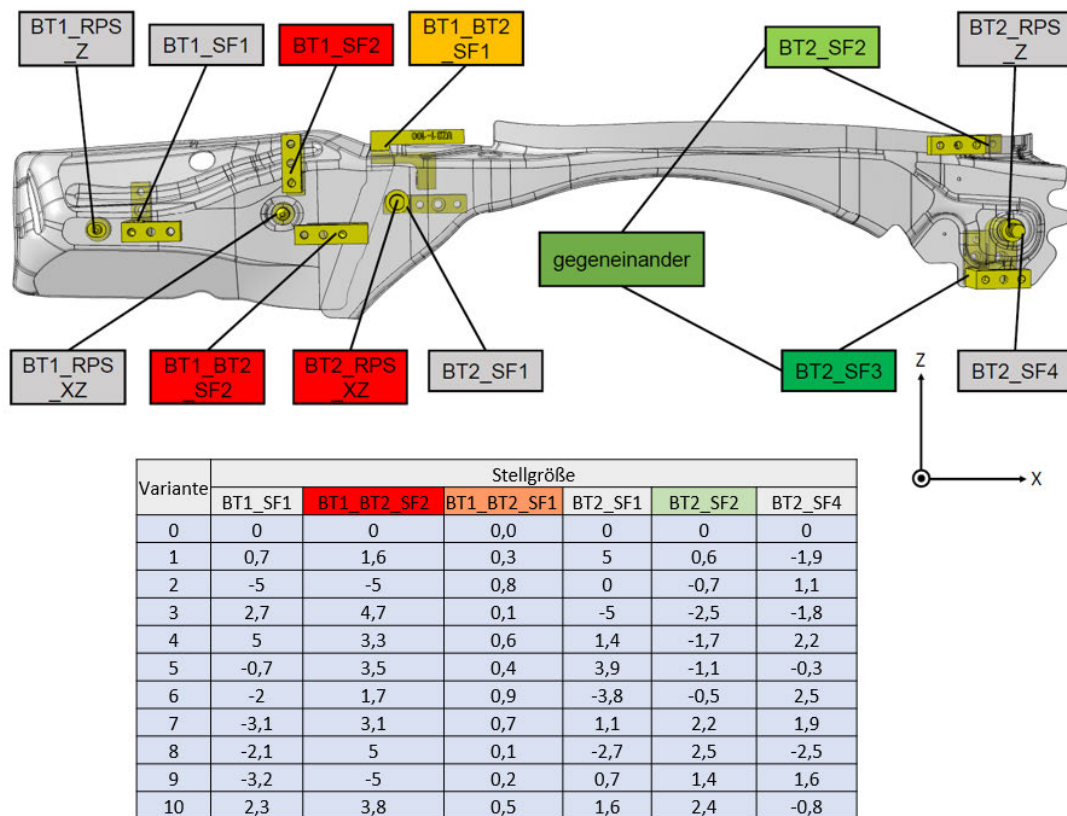 BT1_RPS
_Z
BT1_SF1
BT1_SF2
BT1_BT2
_SF1
BT2_SF2
BT2_RPS
_Z
gegeneinander
BT1_RPS
_XZ
BT1_BT2
_SF2
BT2_RPS
_XZ
BT2_SF1
BT2_SF3
BT2_SF4
Z
X
Variante Stellgröße
BT1_SF1 BT1_BT2_SF2 BT1_BT2_SF1 BT2_SF1 BT2_SF2 BT2_SF4
0 0 0 0,0 0 0 0
1 0,7 1,6 0,3 5 0,6 -1,9
2 -5 -5 0,8 0 -0,7 1,1
3 2,7 4,7 0,1 -5 -2,5 -1,8
4 5 3,3 0,6 1,4 -1,7 2,2
5 -0,7 3,5 0,4 3,9 -1,1 -0,3
6 -2 1,7 0,9 -3,8 -0,5 2,5
7 -3,1 3,1 0,7 1,1 2,2 1,9
8 -2,1 5 0,1 -2,7 2,5 -2,5
9 -3,2 -5 0,2 0,7 1,4 1,6
10 2,3 3,8 0,5 1,6 2,4 -0,8